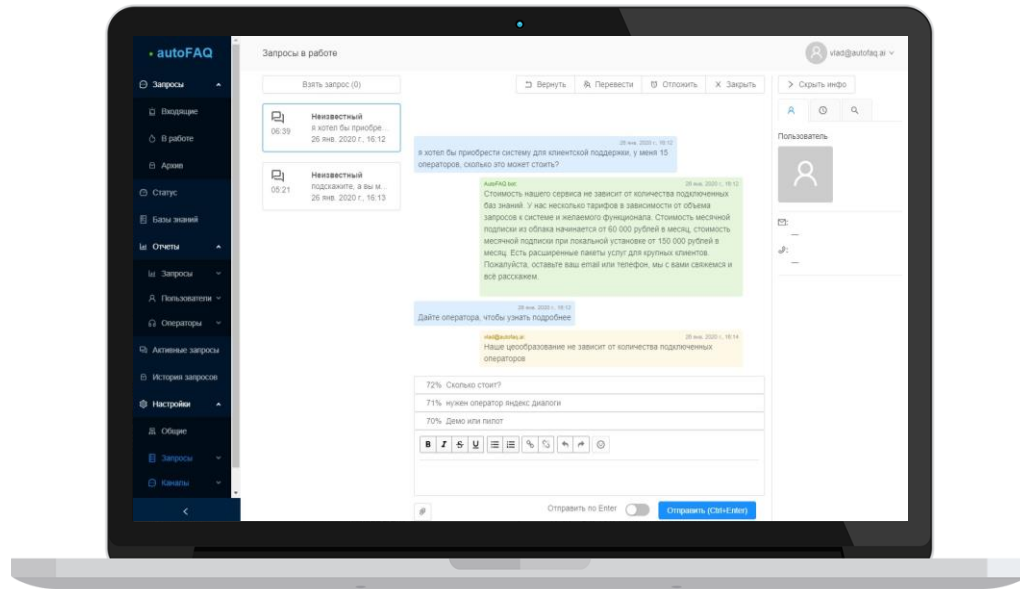 autoFAQ
Запросы
Входящие
В работе
Архив
Статус
Базы знаний
Отчеты
Запросы
Пользователи
Операторы
Активные запросы
История запросов
Настройки
Общие
Запросы
Каналы
Запросы в работе
vlad@autofaq.ai
Взять запрос (0)
Вернуть
Перевести
Отложить
Закрыть
Скрыть инфо
06:39
Неизвестный
я хотел бы приобре...
26 янв. 2020 г., 16:12
05:21
Неизвестный
подскажите, а вы м...
26 янв. 2020 г., 16:13
26 янв. 2020 г., 16:12
я хотел бы приобрести систему для клиентской поддержки, у меня 15
операторов, сколько это может стоить?
AutoFAQ bot
26 янв. 2020 г., 16:12
Стоимость нашего сервиса не зависит от количества подключенных
баз знаний. У нас несколько тарифов в зависимости от объема
запросов к системе и желаемого функционала. Стоимость месячной
подписки из облака начинается от 60 000 рублей в месяц, стоимость
месячной подписки при локальной установке от 150 000 рублей в
месяц. Есть расширенные пакеты услуг для крупных клиентов.
Пожалуйста, оставьте ваш email или телефон, мы с вами свяжемся и
всё расскажем.
26 янв. 2020 г., 16:12
Дайте оператора, чтобы узнать подробнее
vlad@autofaq.ai
26 янв. 2020 г., 16:14
Наше цеообразование не зависит от количества подключенных
операторов
72% Сколько стоит?
71% нужен оператор яндекс диалоги
70% Демо или пилот
B I S U
Отправить по Enter
Отправить (Ctrl+Enter)
Пользователь